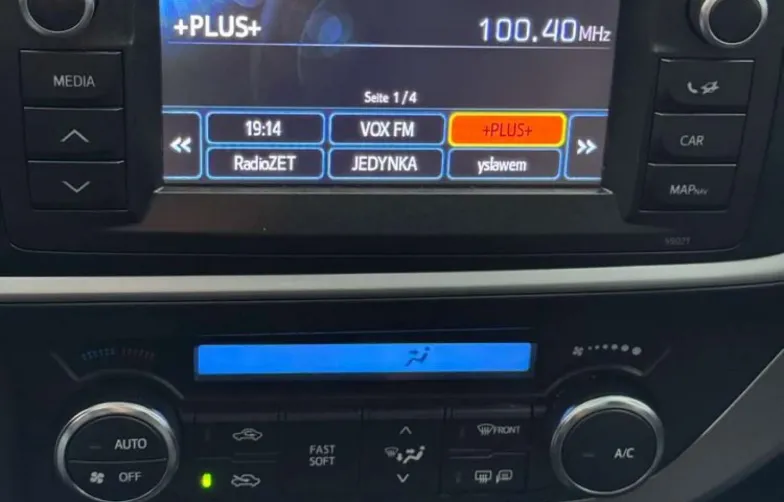 +PLUS+ 100.40MHz
MEDIA
Seite 1/4
19:14 VOX FM +PLUS+
CAR
RadioZET JEDYNKA yslawem
MAP NAV
AUTO
OFF
FAST
SOFT
FRONT
A/C